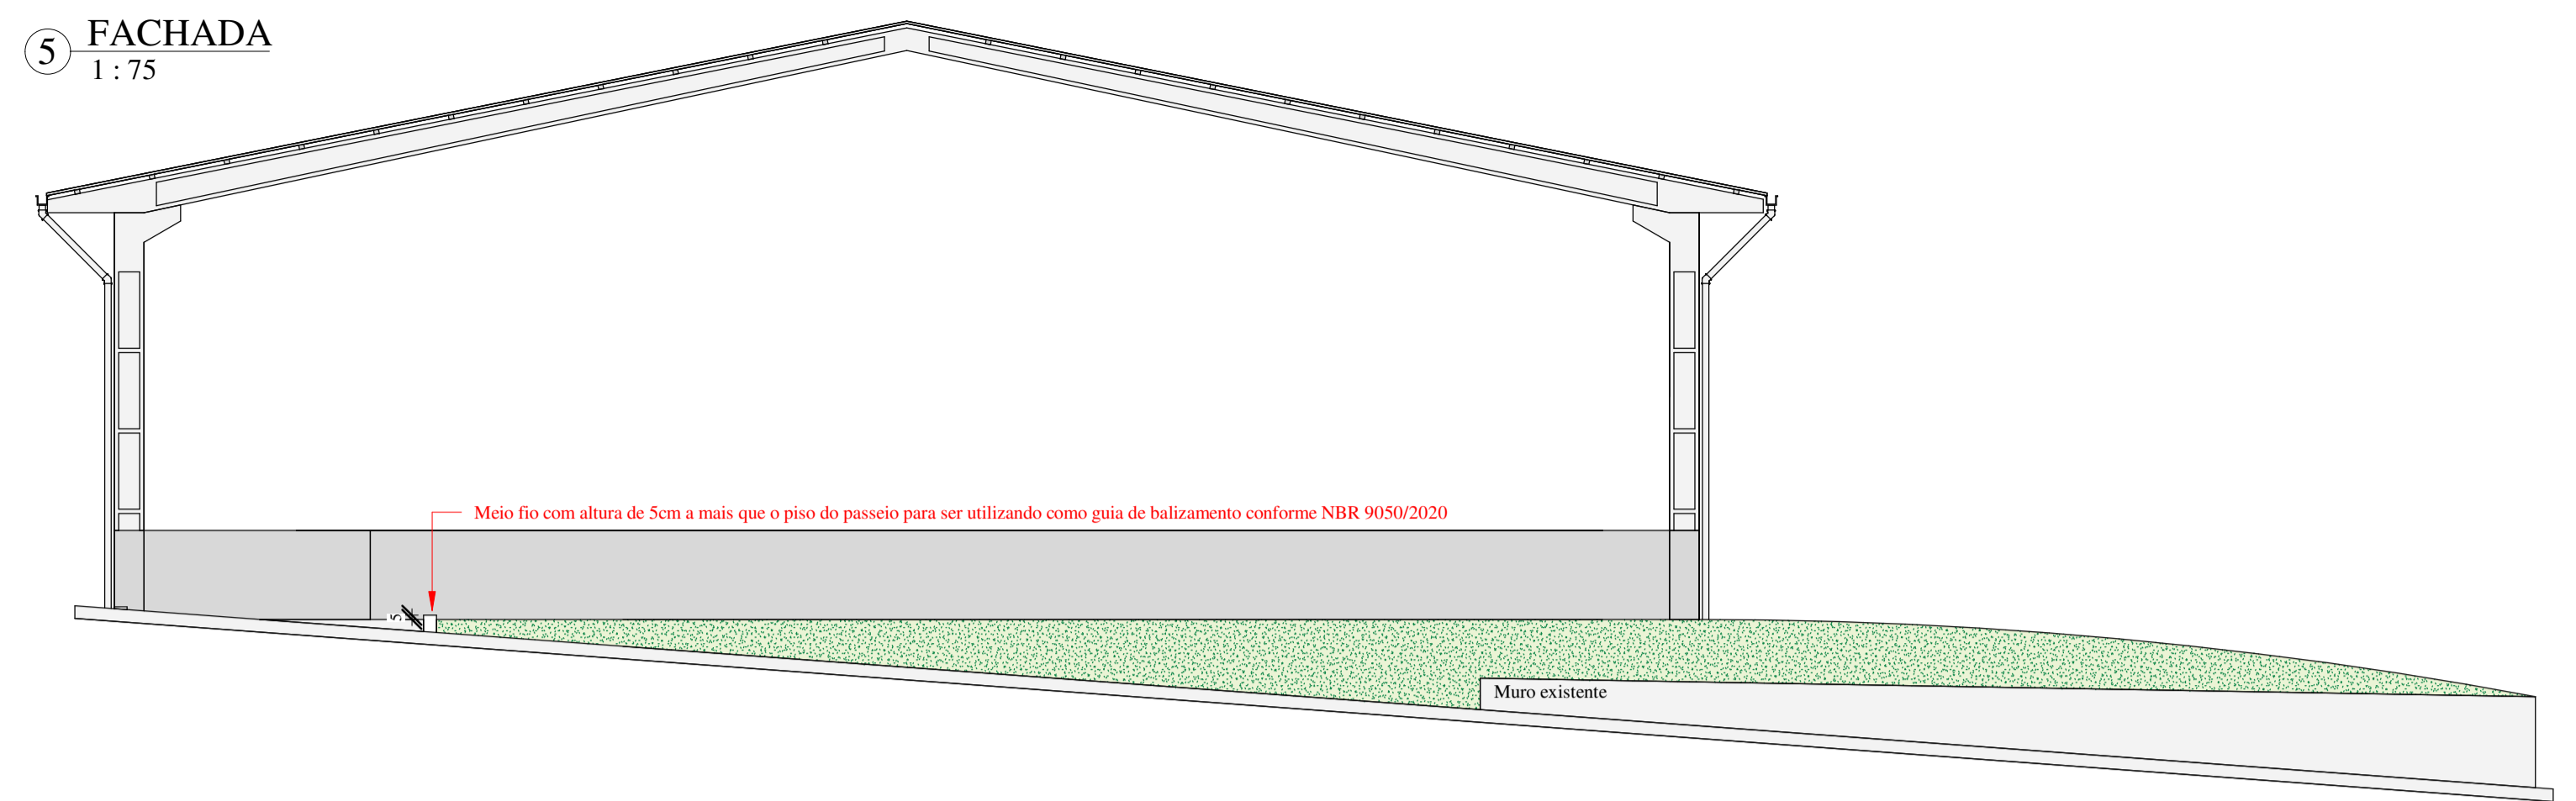 5
FACHADA
1 : 75
Meio fio com altura de 5cm a mais que o piso do passeio para ser utilizando como guia de balizamento conforme NBR 9050/2020
5
Muro existente